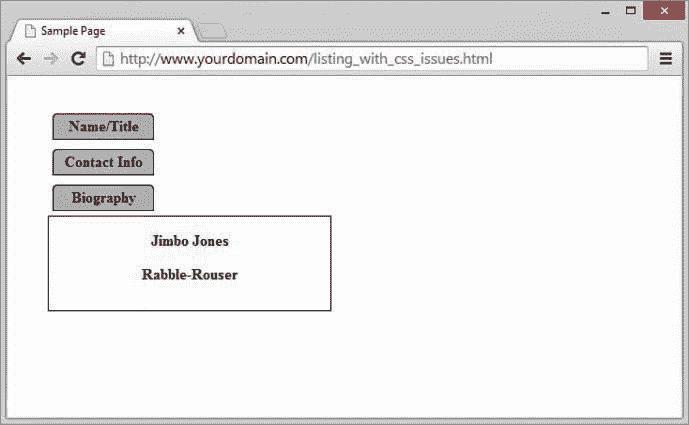 Sample Page
http://www.yourdomain.com/listing_with_css_issues.html
Name/Title
Contact Info
Biography
Jimbo Jones
Rabble-Rouser